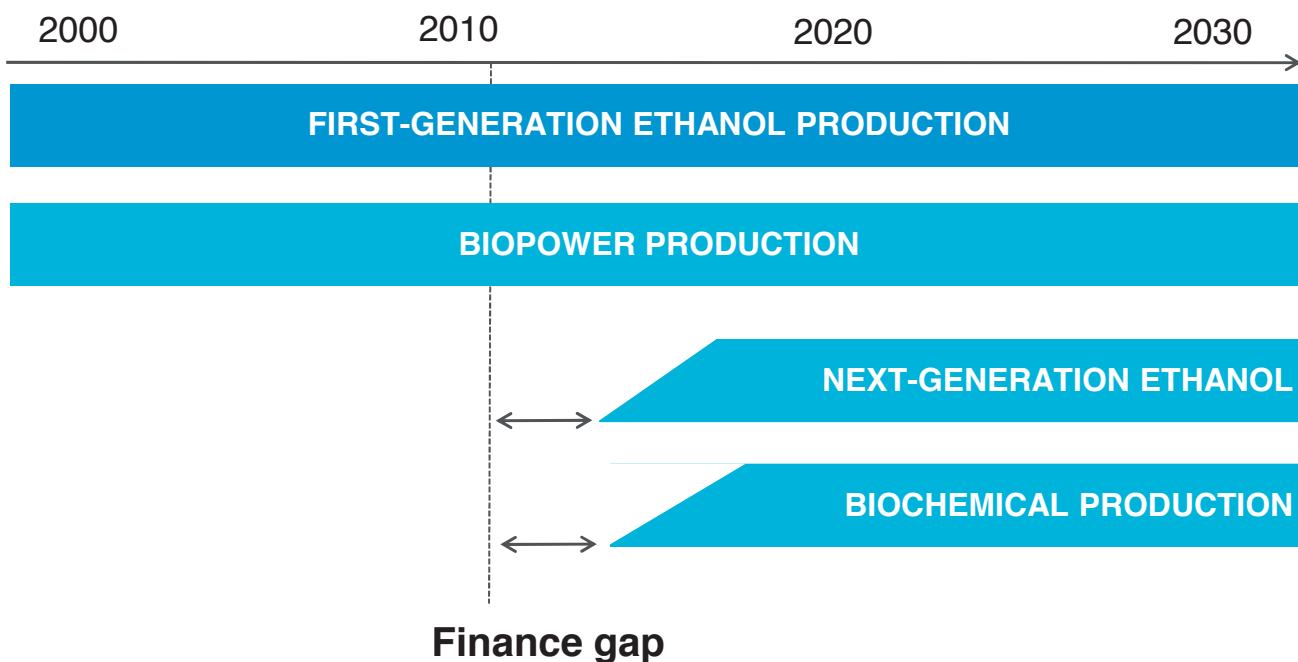 2000 2010 2020 2030
FIRST-GENERATION ETHANOL PRODUCTION
BIOPOWER PRODUCTION
NEXT-GENERATION ETHANOL
BIOCHEMICAL PRODUCTION
Finance gap